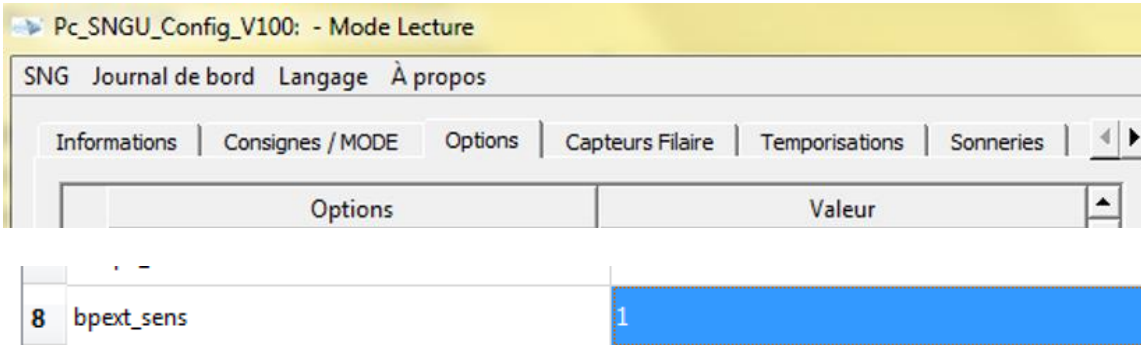 Pc_SNGU_Config_V100: - Mode Lecture
SNG Journal de bord Langage À propos
Informations Consignes / MODE Options Capteurs Filaire Temporisations Sonneries
Options Valeur
8 bpext_sens 1